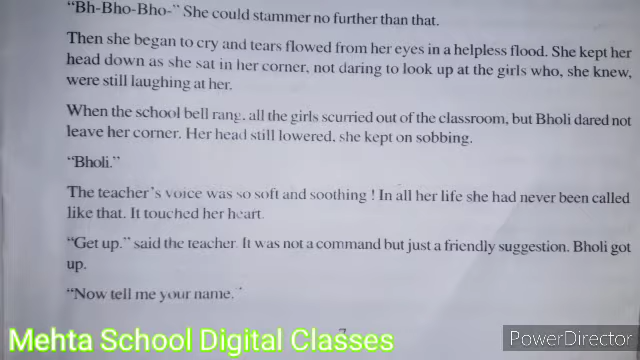 “Bh-Bho-Bho-” She could stammer no further than that.
Then she began to cry and tears flowed from her eyes in a helpless flood. She kept her
head down as she sat in her corner, not daring to look up at the girls who, she knew,
were still laughing at her.
When the school bell rang, all the girls scurried out of the classroom, but Bholi dared not
leave her corner. Her head still lowered, she kept on sobbing.
“Bholi.”
The teacher’s voice was so soft and soothing ! In all her life she had never been called
like that. It touched her heart.
“Get up.” said the teacher. It was not a command but just a friendly suggestion. Bholi got
up.
“Now tell me your name.”
7
Mehta School Digital Classes
PowerDirector